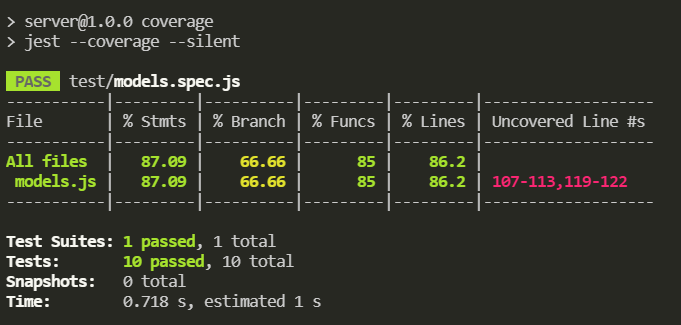 > server@1.0.0 coverage
> jest --coverage --silent
PASS test/models.spec.js
-----------|---------|----------|---------|---------|-------------------
File       | % Stmts | % Branch | % Funcs | % Lines | Uncovered Line #s
-----------|---------|----------|---------|---------|-------------------
All files  |   87.09 |    66.66 |      85 |    86.2 |
 models.js |   87.09 |    66.66 |      85 |    86.2 | 107-113,119-122
-----------|---------|----------|---------|---------|-------------------
Test Suites: 1 passed, 1 total
Tests:       10 passed, 10 total
Snapshots:   0 total
Time:        0.718 s, estimated 1 s